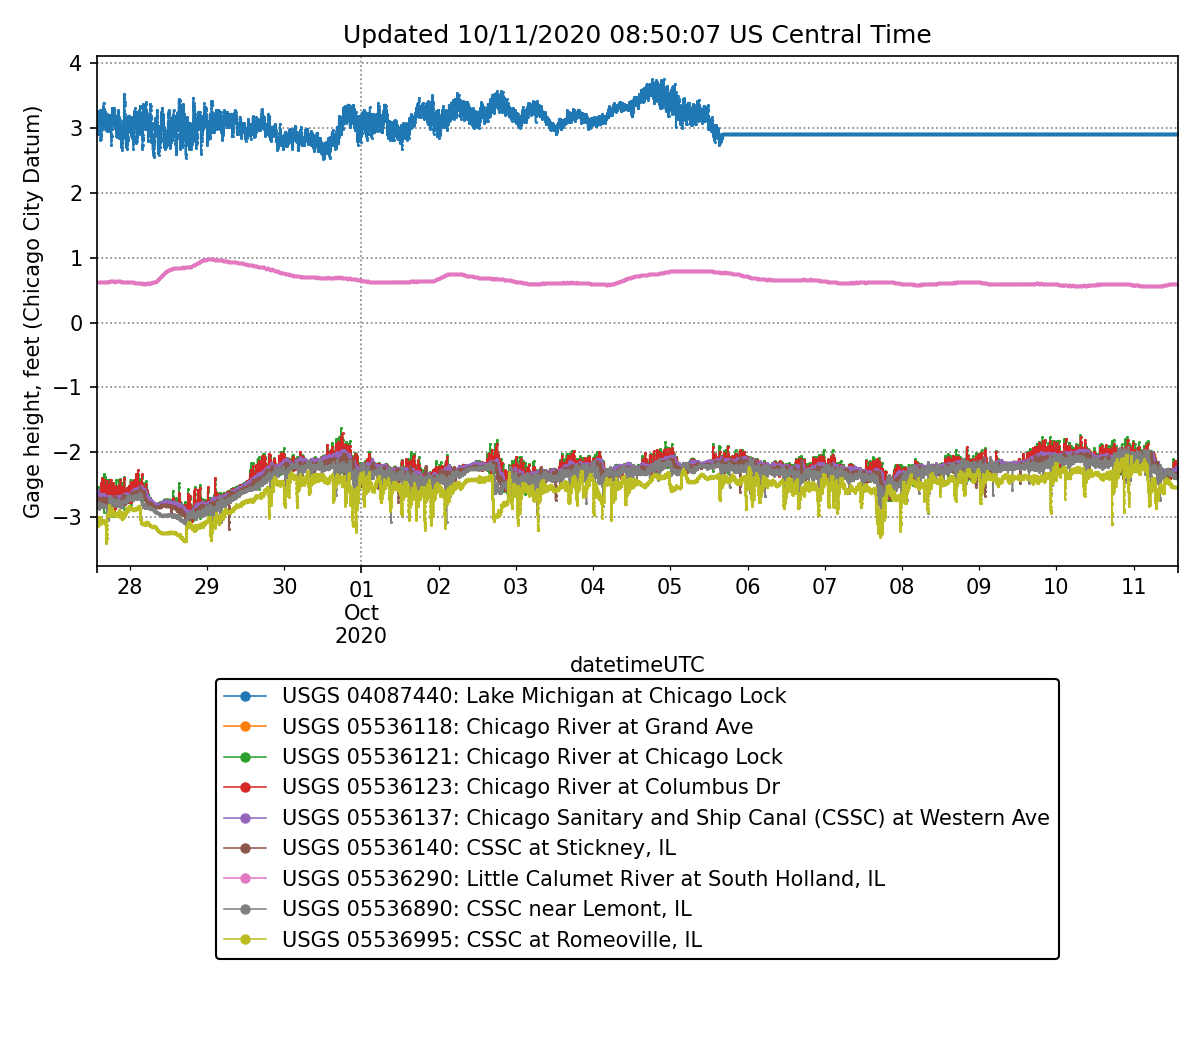 Updated 10/11/2020 08:50:07 US Central Time
Gage height, feet (Chicago City Datum)
4
3
2
1
0
−1
−2
−3
28 29 30 01 02 03 04 05 06 07 08 09 10 11
Oct
2020
datetimeUTC
USGS 04087440: Lake Michigan at Chicago Lock
USGS 05536118: Chicago River at Grand Ave
USGS 05536121: Chicago River at Chicago Lock
USGS 05536123: Chicago River at Columbus Dr
USGS 05536137: Chicago Sanitary and Ship Canal (CSSC) at Western Ave
USGS 05536140: CSSC at Stickney, IL
USGS 05536290: Little Calumet River at South Holland, IL
USGS 05536890: CSSC near Lemont, IL
USGS 05536995: CSSC at Romeoville, IL